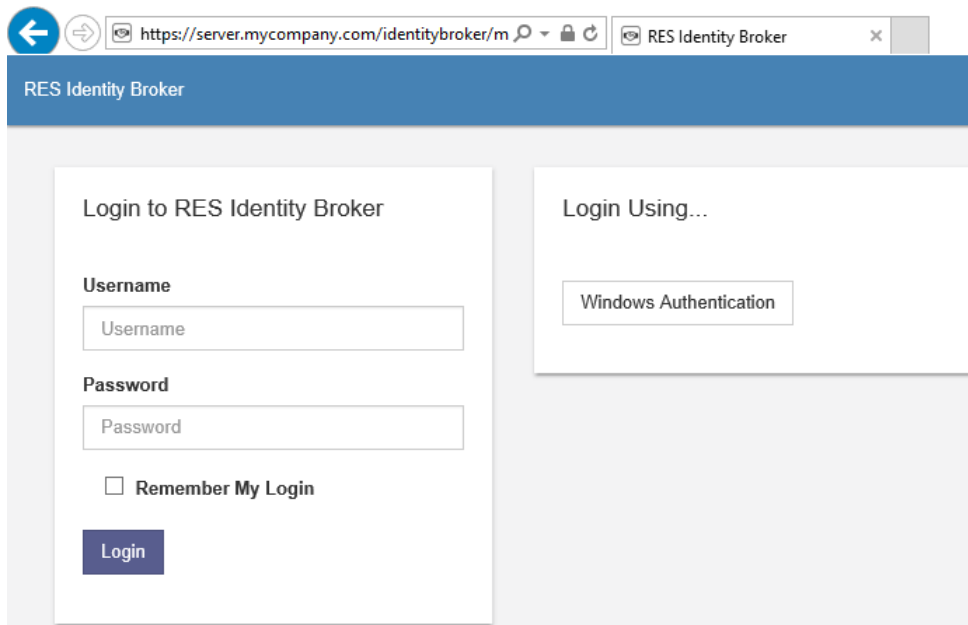 https://server.mycompany.com/identitybroker/m
RES Identity Broker
RES Identity Broker
Login to RES Identity Broker
Username
Username
Password
Password
Remember My Login
Login
Login Using...
Windows Authentication